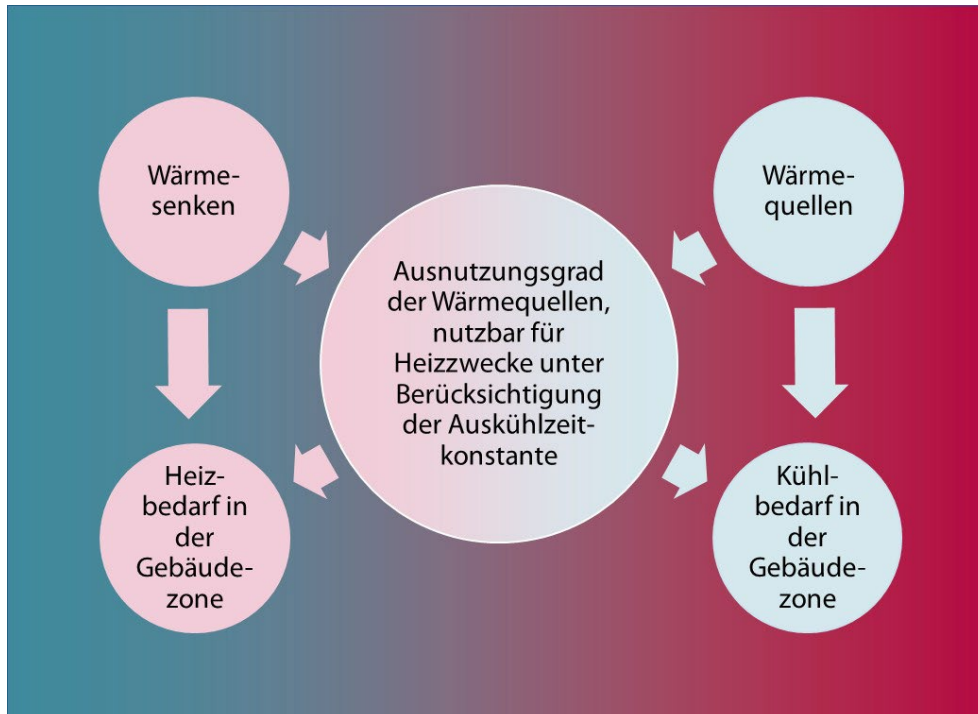 Wärme-
senken
Wärme-
quellen
Ausnutzungsgrad
der Wärmequellen,
nutzbar für
Heizzwecke unter
Berücksichtigung
der Auskühlzeit-
konstante
Heiz-
bedarf in
der
Gebäude-
zone
Kühl-
bedarf in
der
Gebäude-
zone